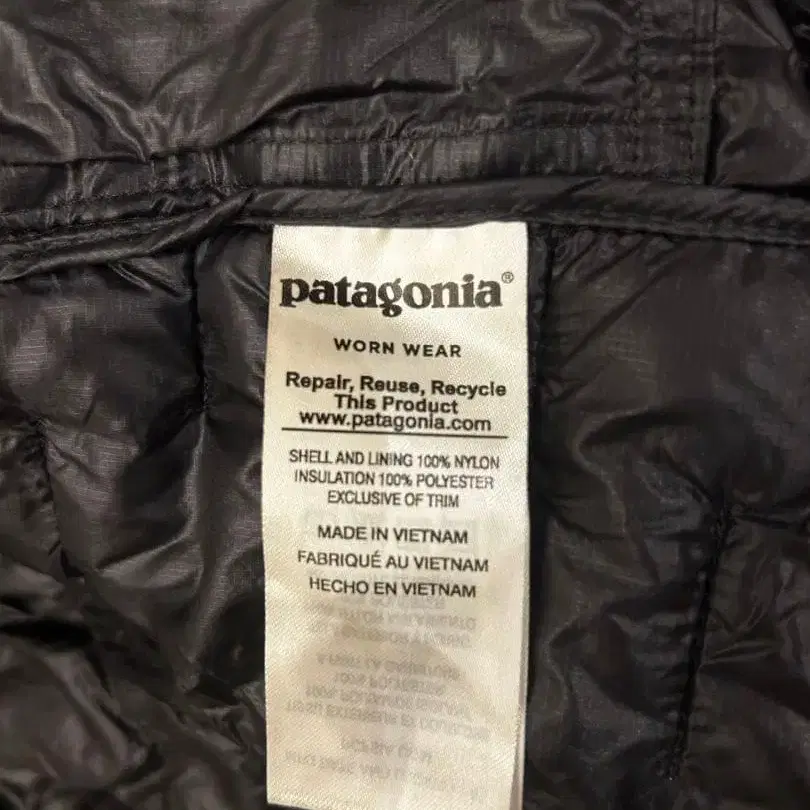 patagonia®
WORN WEAR
Repair, Reuse, Recycle
This Product
www.patagonia.com
SHELL AND LINING 100% NYLON
INSULATION 100% POLYESTER
EXCLUSIVE OF TRIM
MADE IN VIETNAM
FABRIQUÉ AU VIETNAM
HECHO EN VIETNAM